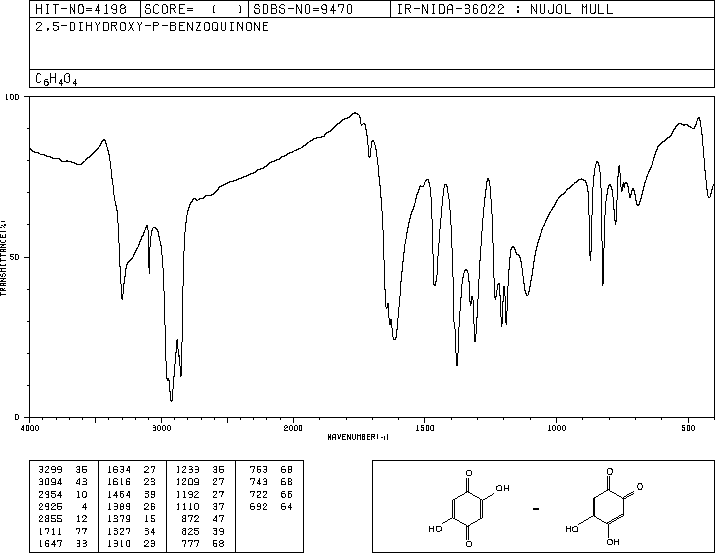 HIT-NO=4198 SCORE= ( ) SDBS-NO=9470 IR-NIDA-36022 : NUJOL MULL
2,5-DIHYDROXY-P-BENZOQUINONE
C6H4O4
100
50
0
TRANSMITTANCE(%)
4000 3000 2000 1500 1000 500
WAVENUMBER(-1)
3299 36 1634 27 1233 36 763 68
3094 43 1616 23 1209 27 743 68
2954 10 1464 39 1192 27 722 66
2925 4 1389 26 1110 37 692 64
2855 12 1379 15 872 47
1711 77 1327 34 825 39
1647 33 1310 23 777 58
O OH HO O
O O HO OH